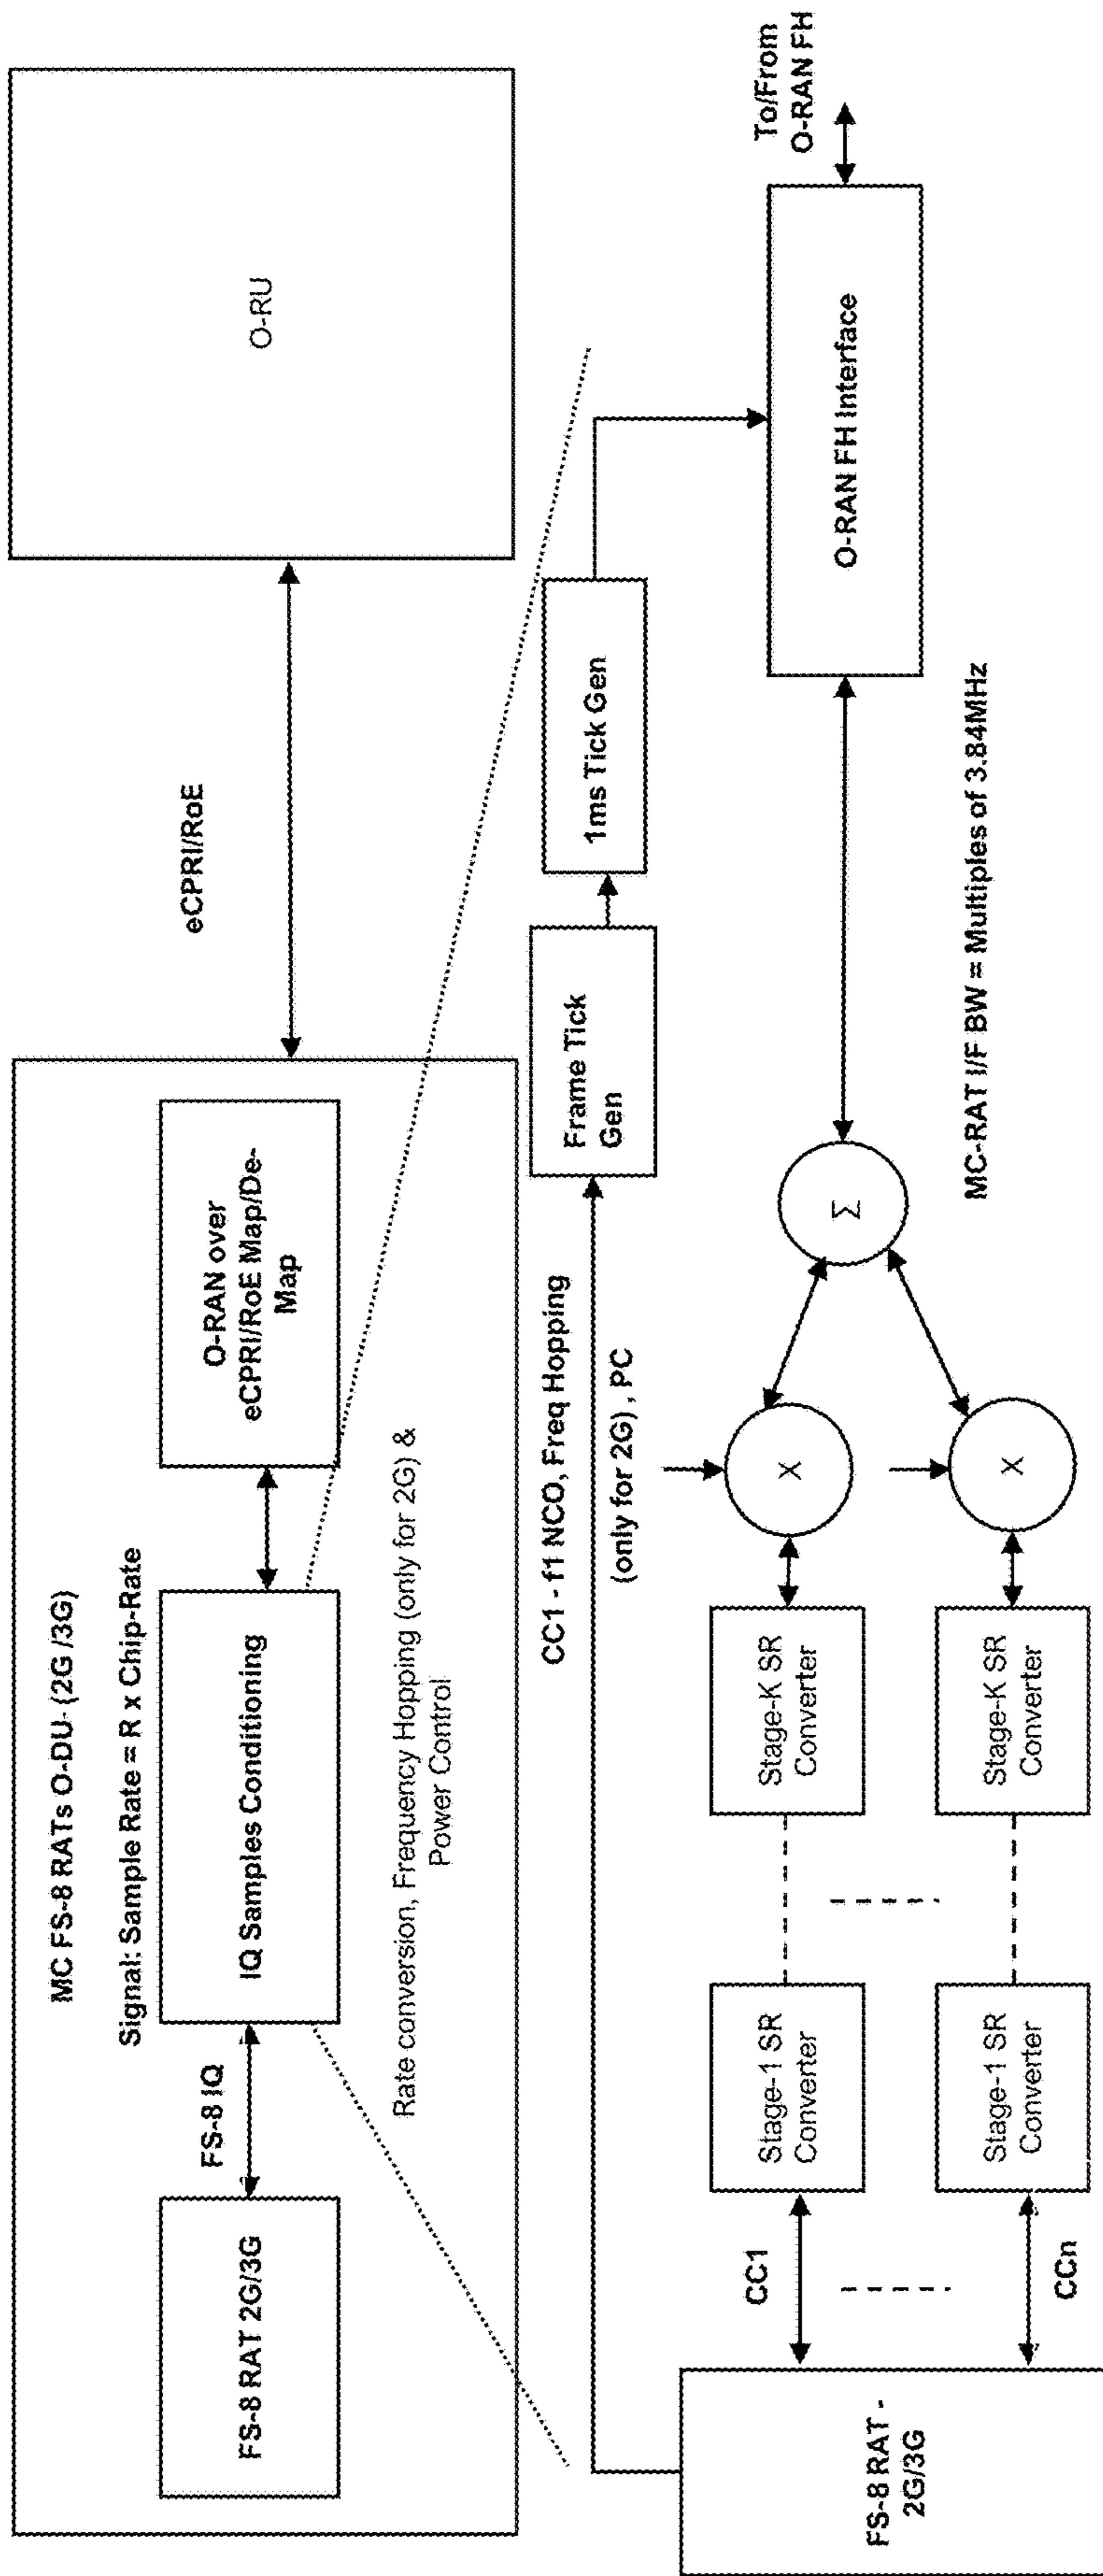 MC FS-8 RATs O-DU- (2G /3G)
Signal: Sample Rate = R x Chip-Rate
FS-8 RAT 2G/3G
FS-8 IQ
IQ Samples Conditioning
O-RAN over
eCPRI/RoE Map/De-
Map
Rate conversion, Frequency Hopping (only for 2G) &
Power Control
eCPRI/RoE
O-RU
CC1 - f1 NCO, Freq Hopping
(only for 2G) , PC
Frame Tick
Gen
1ms Tick Gen
To/From
O-RAN FH
FS-8 RAT -
2G/3G
CC1
CCn
Stage-1 SR
Converter
Stage-1 SR
Converter
Stage-K SR
Converter
Stage-K SR
Converter
X
X
Σ
O-RAN FH Interface
MC-RAT I/F BW = Multiples of 3.84MHz